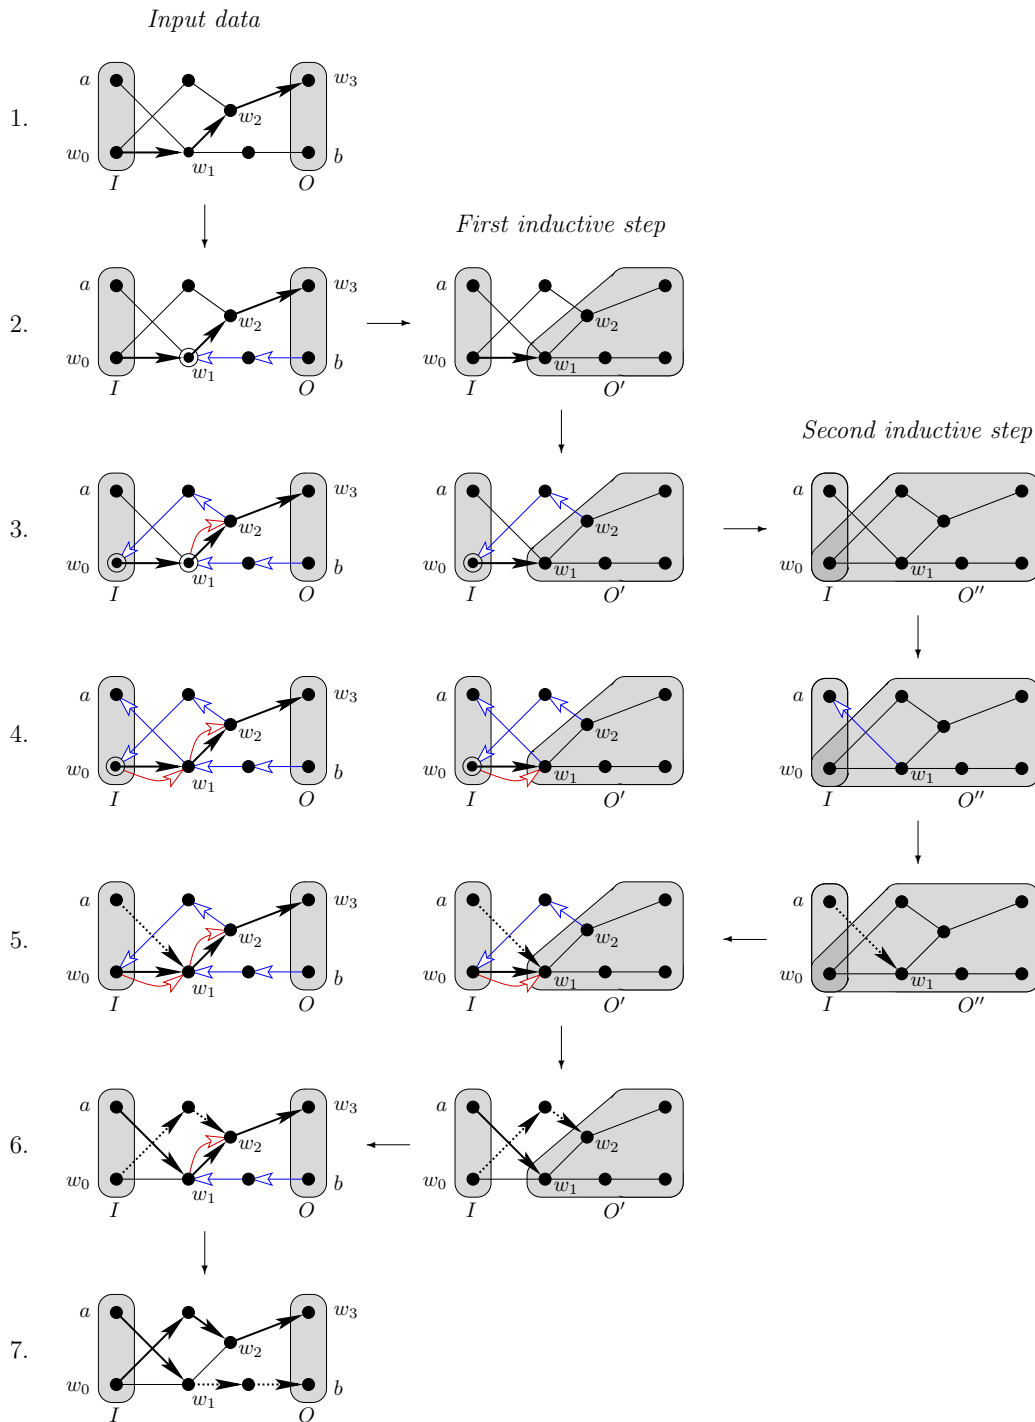 Input data
1.
a
w₃
w₂
w₀
w₁
b
I
O
First inductive step
2.
a
w₃
w₂
w₀
w₁
b
I
O
w₂
w₀
w₁
I
O′
a
Second inductive step
3.
a
w₃
w₂
w₀
w₁
b
I
O
a
w₂
w₀
w₁
I
O′
a
w₀
w₁
I
O″
4.
a
w₃
w₂
w₀
w₁
b
I
O
a
w₂
w₀
w₁
I
O′
a
w₀
w₁
I
O″
5.
a
w₃
w₂
w₀
w₁
b
I
O
a
w₂
w₀
w₁
I
O′
a
w₀
w₁
I
O″
6.
a
w₃
w₂
w₀
w₁
b
I
O
a
w₂
w₀
w₁
I
O′
7.
a
w₃
w₂
w₀
w₁
b
I
O